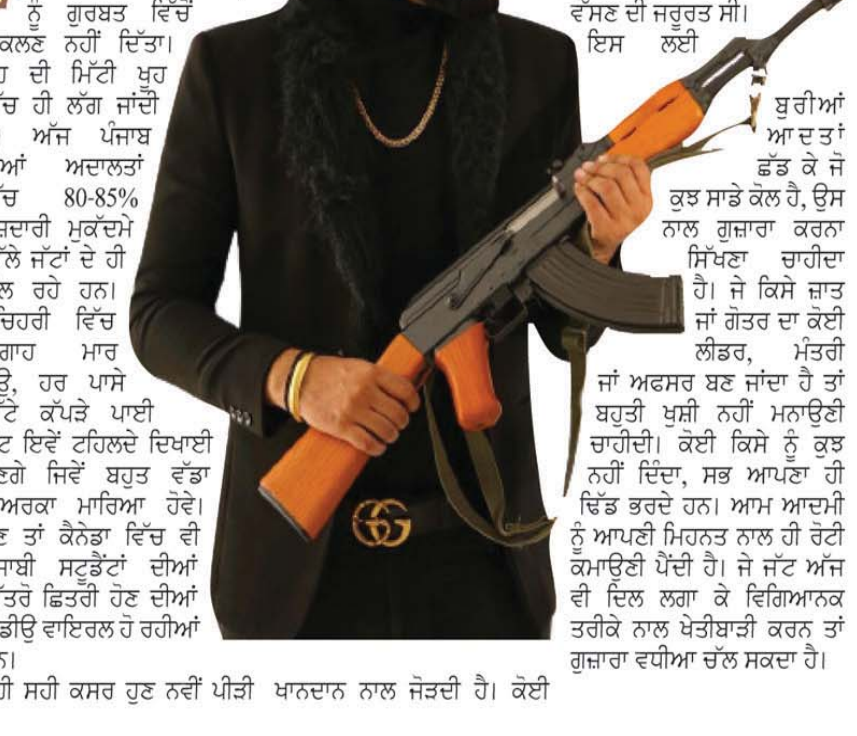 ਨੂੰ ਗੁਰਬਤ ਵਿੱਚੋਂ
ਕਲਣ ਨਹੀਂ ਦਿੱਤਾ।
ਦੀ ਮਿੱਟੀ ਖੂਹ
ੱਚ ਹੀ ਲੱਗ ਜਾਂਦੀ
ਅੱਜ ਪੰਜਾਬ
ਆਂ ਅਦਾਲਤਾਂ
ੱਚ 80-85%
ਦਾਰੀ ਮੁਕੱਦਮੇ
ੱਲੇ ਜੱਟਾਂ ਦੇ ਹੀ
ਲ ਰਹੇ ਹਨ।
ਚਿਹਰੀ ਵਿੱਚ
ਗਾਹ ਮਾਰ
ਉ, ਹਰ ਪਾਸੇ
ੱਟੇ ਕੱਪੜੇ ਪਾਈ
ਟ ਇਵੇਂ ਟਹਿਲਦੇ ਦਿਖਾਈ
ਣਗੇ ਜਿਵੇਂ ਬਹੁਤ ਵੱਡਾ
ਅਰਕਾ ਮਾਰਿਆ ਹੋਵੇ।
ਣ ਤਾਂ ਕੈਨੇਡਾ ਵਿੱਚ ਵੀ
ਜਾਬੀ ਸਟੂਡੈਂਟਾਂ ਦੀਆਂ
ੱਤਰੋ ਛਿਤਰੀ ਹੋਣ ਦੀਆਂ
ਡੀਉ ਵਾਇਰਲ ਹੋ ਰਹੀਆਂ
ਨ।
ਹੀ ਸਹੀ ਕਸਰ ਹੁਣ ਨਵੀਂ ਪੀੜੀ
ਖਾਨਦਾਨ ਨਾਲ ਜੋੜਦੀ ਹੈ। ਕੋਈ
ਵੱਸਣ ਦੀ ਜਰੂਰਤ ਸੀ।
ਇਸ ਲਈ
ਬੁਰੀਆਂ
ਆਦਤਾਂ
ਛੱਡ ਕੇ ਜੋ
ਕੁਝ ਸਾਡੇ ਕੋਲ ਹੈ, ਉਸ
ਨਾਲ ਗੁਜ਼ਾਰਾ ਕਰਨਾ
ਸਿੱਖਣਾ ਚਾਹੀਦਾ
ਹੈ। ਜੇ ਕਿਸੇ ਜ਼ਾਤ
ਜਾਂ ਗੋਤਰ ਦਾ ਕੋਈ
ਲੀਡਰ, ਮੰਤਰੀ
ਜਾਂ ਅਫਸਰ ਬਣ ਜਾਂਦਾ ਹੈ ਤਾਂ
ਬਹੁਤੀ ਖੁਸ਼ੀ ਨਹੀਂ ਮਨਾਉਣੀ
ਚਾਹੀਦੀ। ਕੋਈ ਕਿਸੇ ਨੂੰ ਕੁਝ
ਨਹੀਂ ਦਿੰਦਾ, ਸਭ ਆਪਣਾ ਹੀ
ਢਿੱਡ ਭਰਦੇ ਹਨ। ਆਮ ਆਦਮੀ
ਨੂੰ ਆਪਣੀ ਮਿਹਨਤ ਨਾਲ ਹੀ ਰੋਟੀ
ਕਮਾਉਣੀ ਪੈਂਦੀ ਹੈ। ਜੇ ਜੱਟ ਅੱਜ
ਵੀ ਦਿਲ ਲਗਾ ਕੇ ਵਿਗਿਆਨਕ
ਤਰੀਕੇ ਨਾਲ ਖੇਤੀਬਾੜੀ ਕਰਨ ਤਾਂ
ਗੁਜ਼ਾਰਾ ਵਧੀਆ ਚੱਲ ਸਕਦਾ ਹੈ।